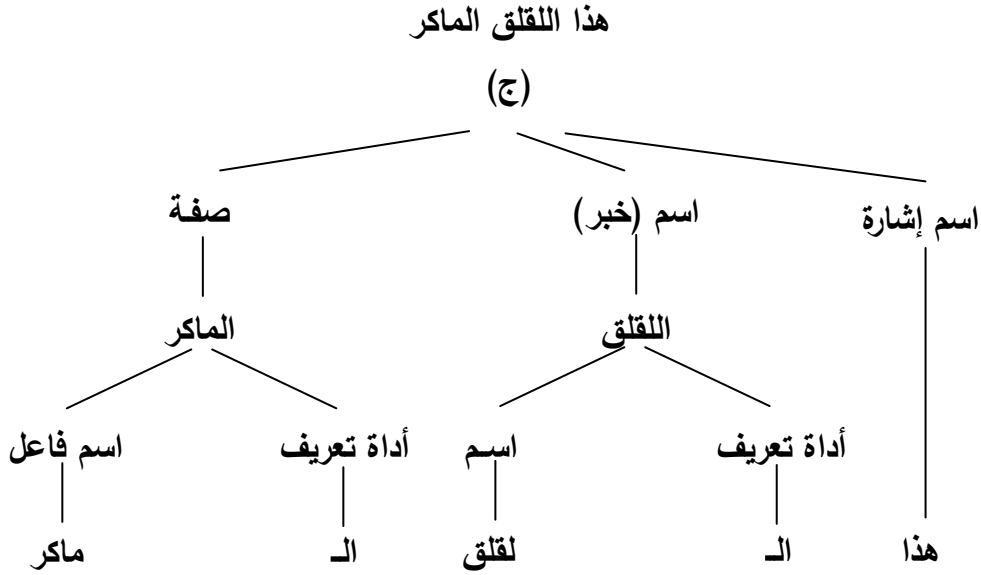 هذا اللقلق الماكر
(ج)
اسم إشارة اسم (خبر) صفة
اللقلق الماكر
أداة تعريف اسم أداة تعريف اسم فاعل
هذا الـ لقلق الـ ماكر